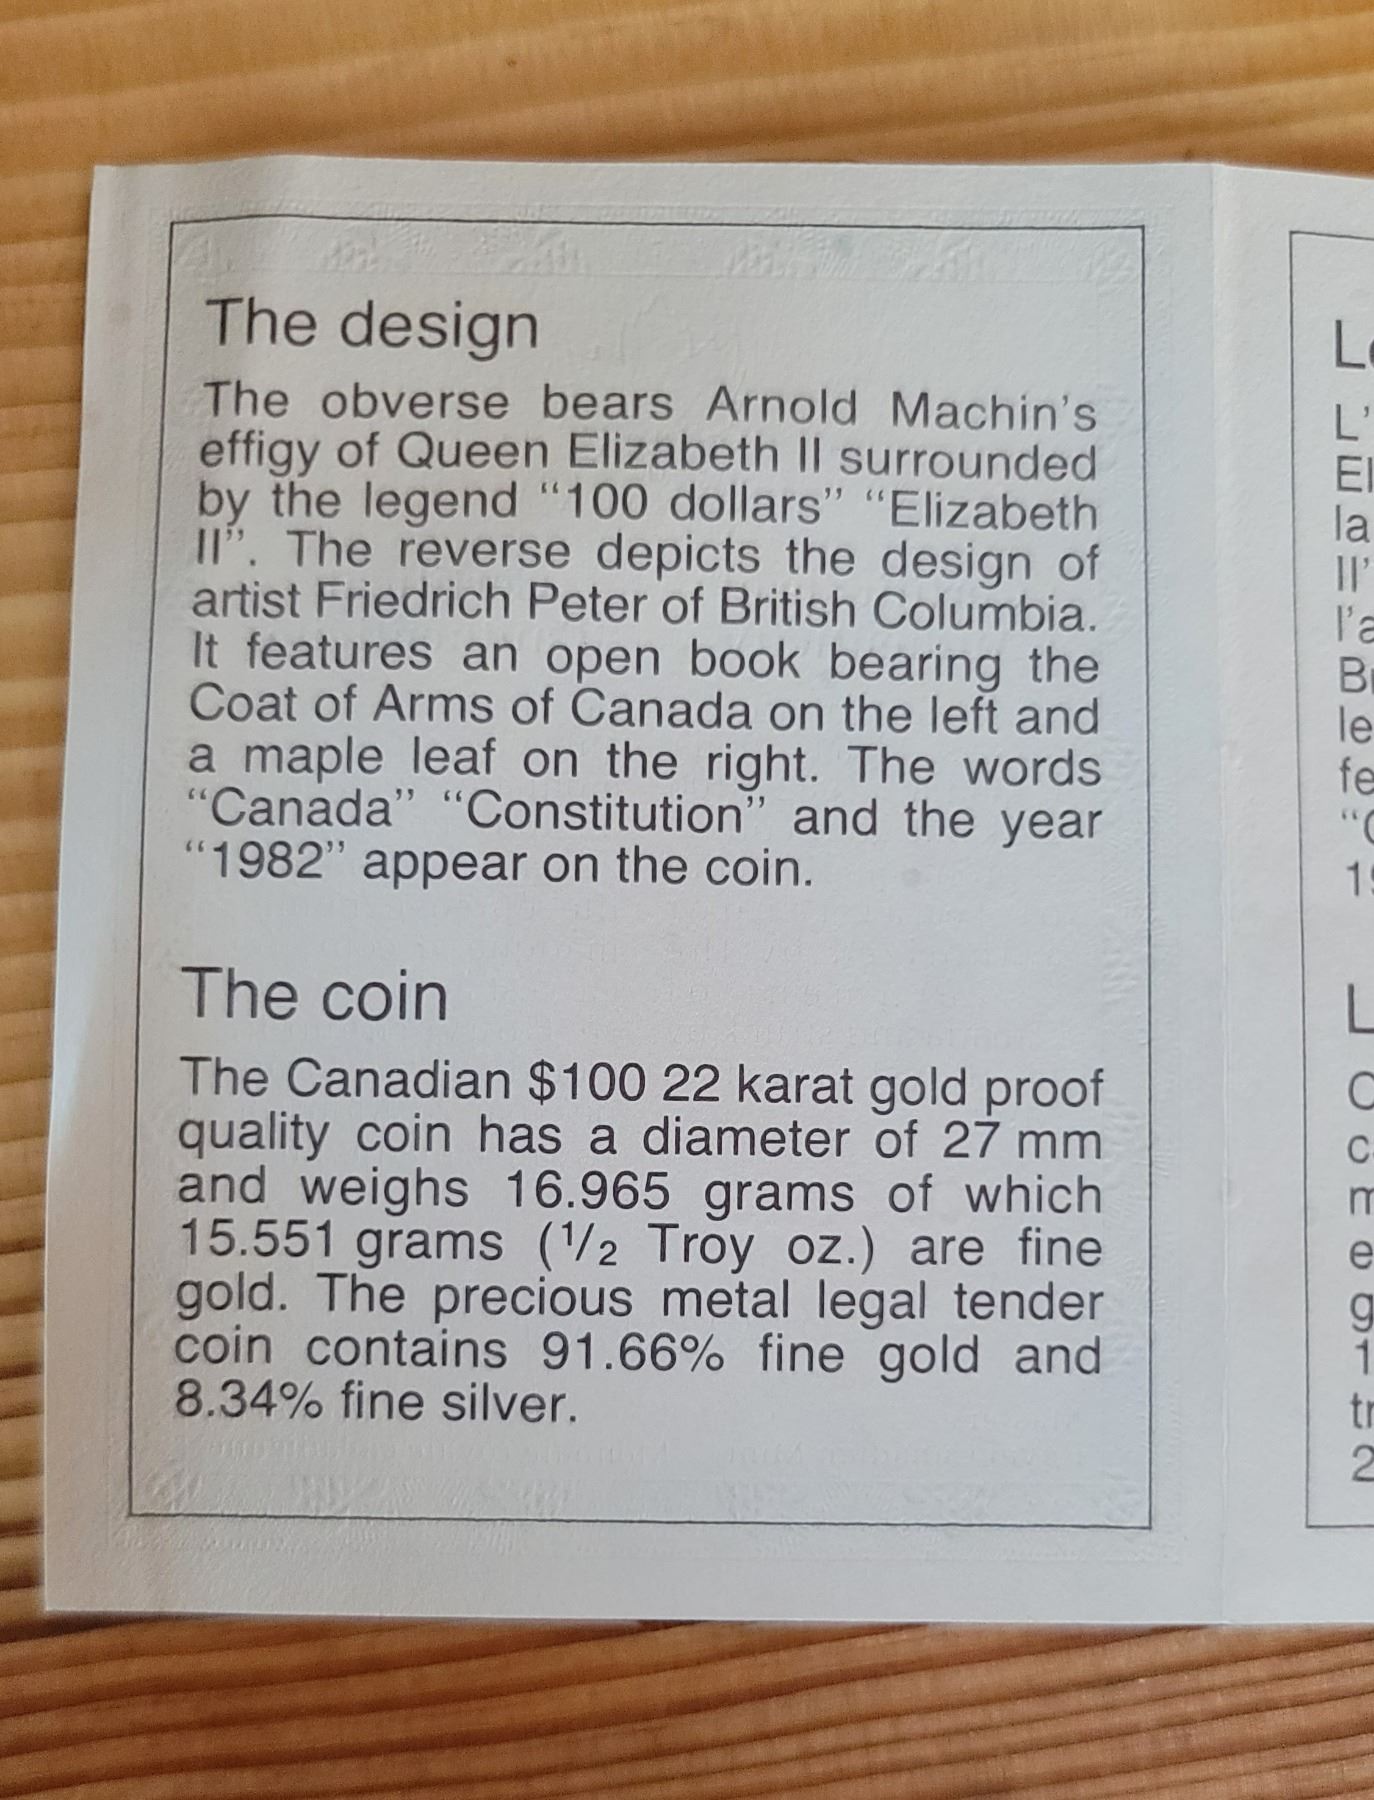 The design
The obverse bears Arnold Machin's
effigy of Queen Elizabeth II surrounded
by the legend “100 dollars” “Elizabeth
II”. The reverse depicts the design of
artist Friedrich Peter of British Columbia.
It features an open book bearing the
Coat of Arms of Canada on the left and
a maple leaf on the right. The words
“Canada” “Constitution” and the year
“1982” appear on the coin.
The coin
The Canadian $100 22 karat gold proof
quality coin has a diameter of 27 mm
and weighs 16.965 grams of which
15.551 grams (1/2 Troy oz.) are fine
gold. The precious metal legal tender
coin contains 91.66% fine gold and
8.34% fine silver.